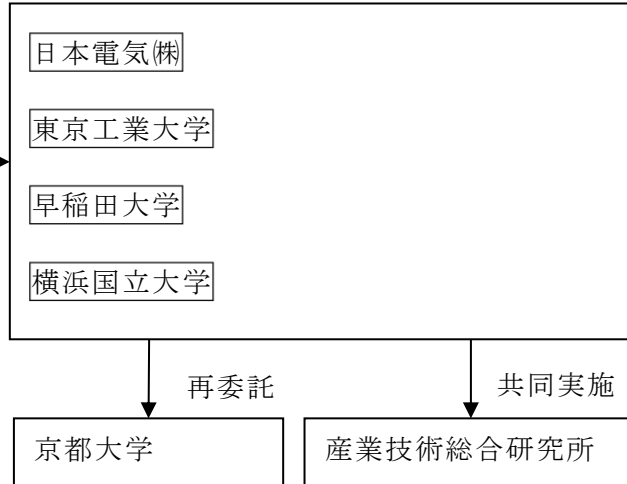 日本電気㈱
東京工業大学
早稲田大学
横浜国立大学
再委託
共同実施
京都大学
産業技術総合研究所